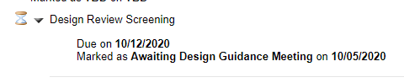 Design Review Screening
Due on 10/12/2020
Marked as Awaiting Design Guidance Meeting on 10/05/2020